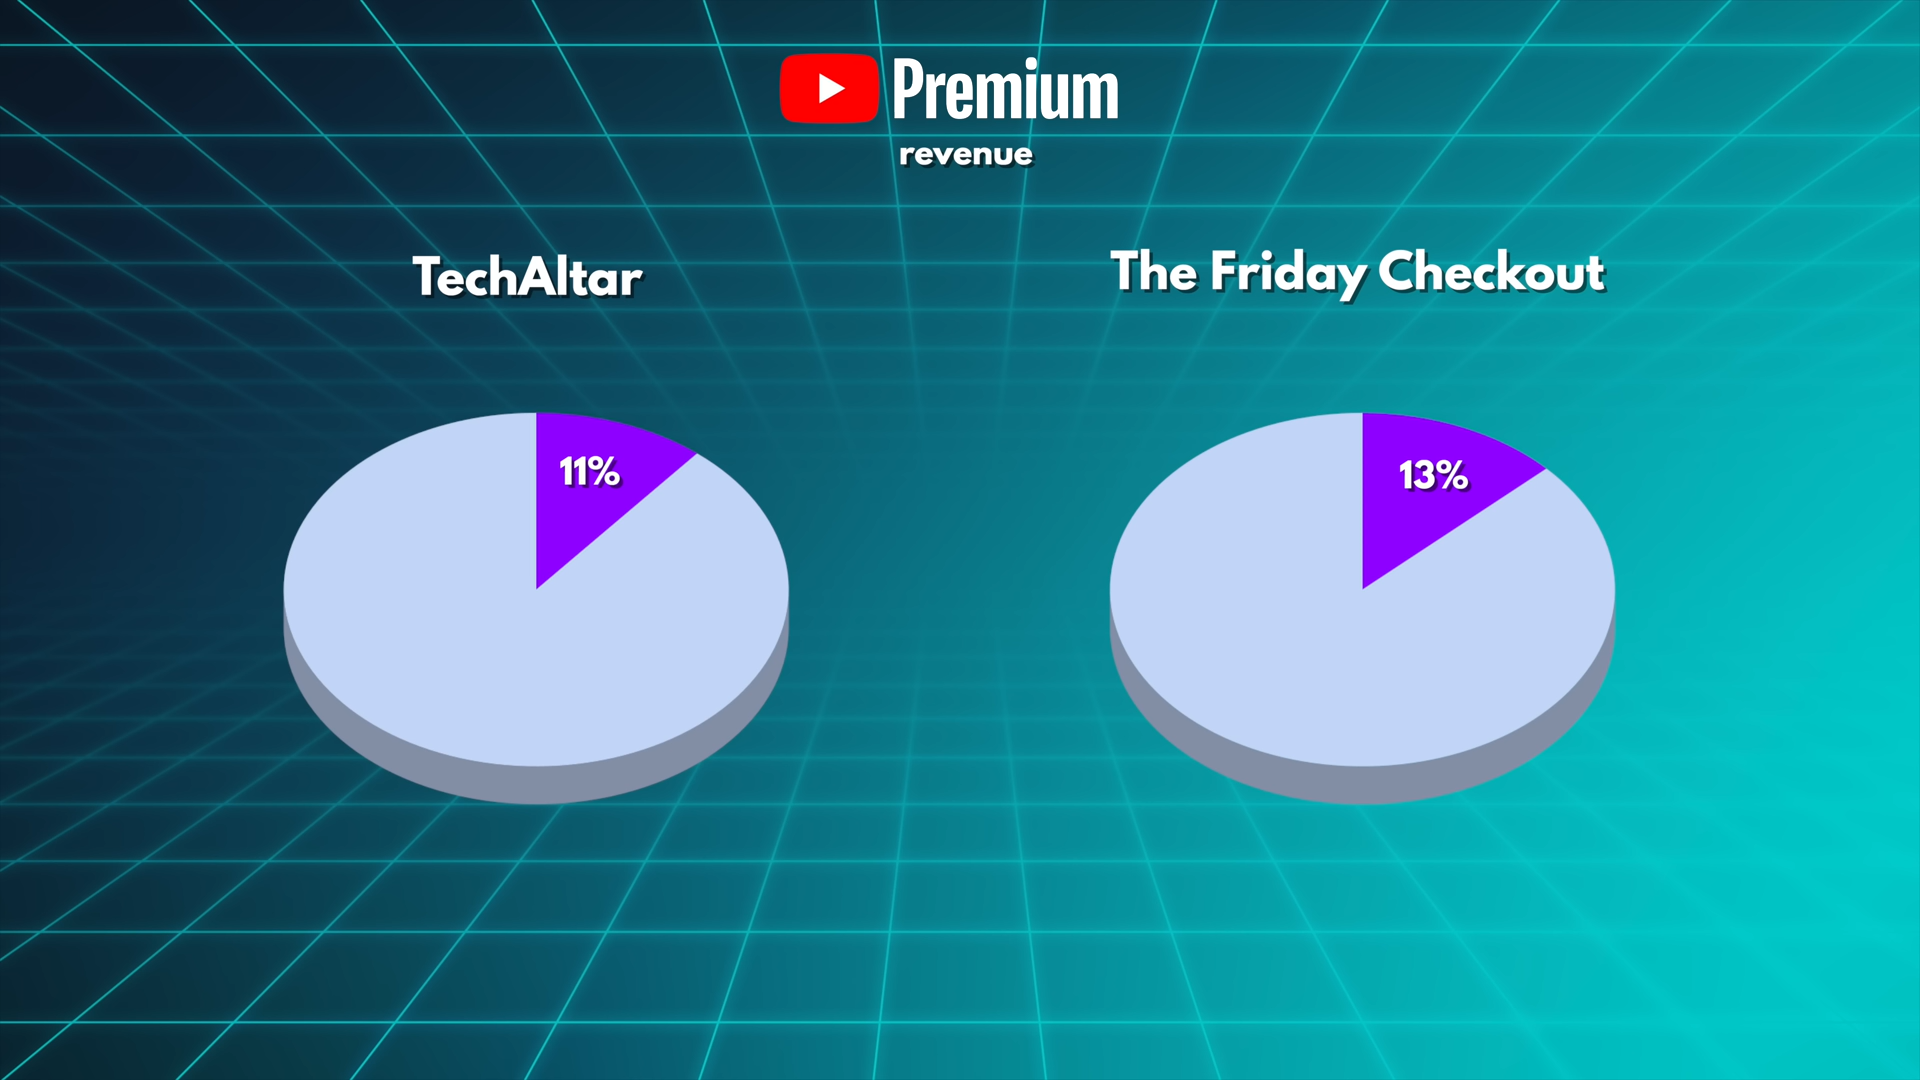 Premium
revenue
TechAltar
The Friday Checkout
11%
13%